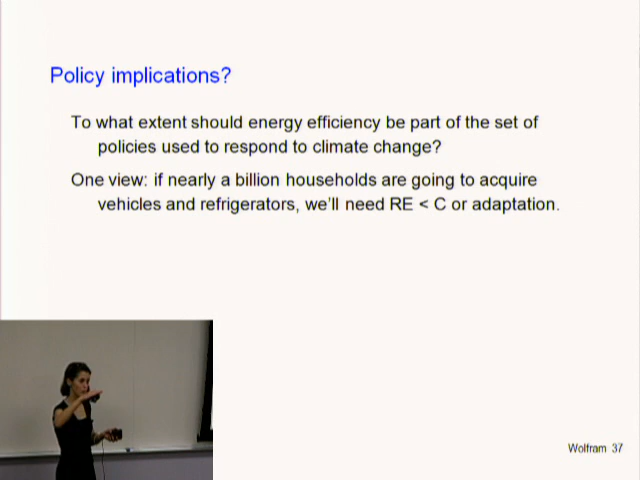 Policy implications?
To what extent should energy efficiency be part of the set of
policies used to respond to climate change?
One view: if nearly a billion households are going to acquire
vehicles and refrigerators, we'll need RE < C or adaptation.
Wolfram 37